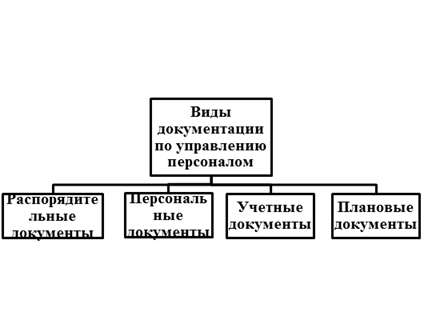 Виды
документации
по управлению
персоналом
Распорядите
льные
документы
Персональ
ные
документы
Учетные
документы
Плановые
документы